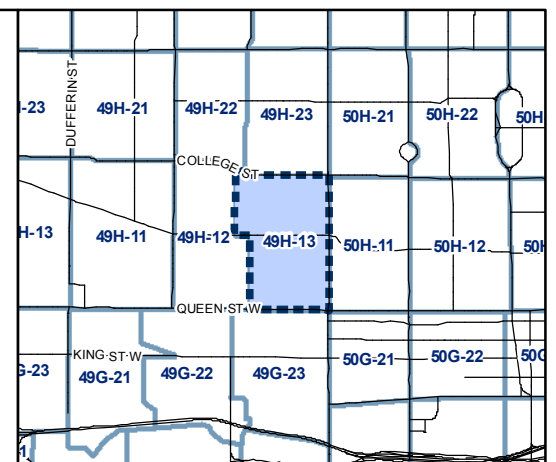 DUFFERIN ST
-23
49H-21
49H-22
49H-23
50H-21
50H-22
50H
COLLEGE ST
H-13
49H-11
49H-12
49H-13
50H-11
50H-12
50H
QUEEN ST W
KING ST W
G-23
49G-21
49G-22
49G-23
50G-21
50G-22
50G